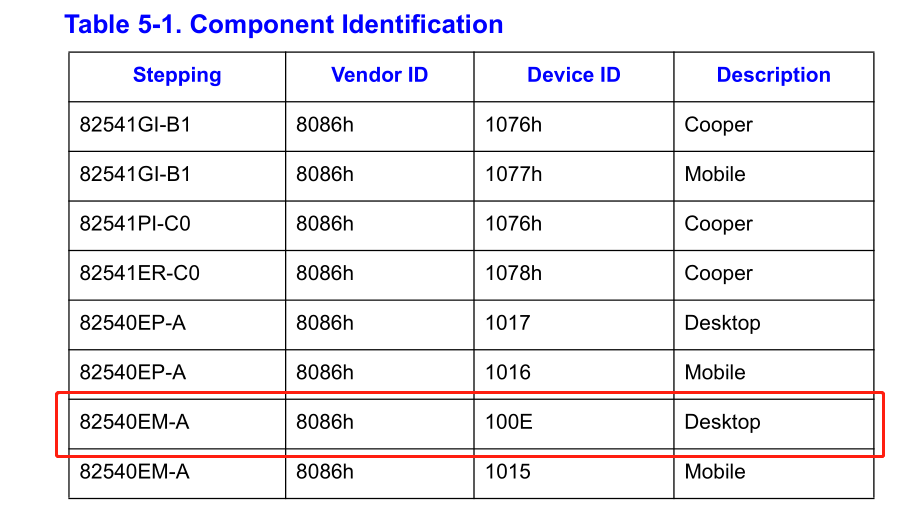 Table 5-1. Component Identification
Stepping Vendor ID Device ID Description
82541GI-B1 8086h 1076h Cooper
82541GI-B1 8086h 1077h Mobile
82541PI-C0 8086h 1076h Cooper
82541ER-C0 8086h 1078h Cooper
82540EP-A 8086h 1017 Desktop
82540EP-A 8086h 1016 Mobile
82540EM-A 8086h 100E Desktop
82540EM-A 8086h 1015 Mobile